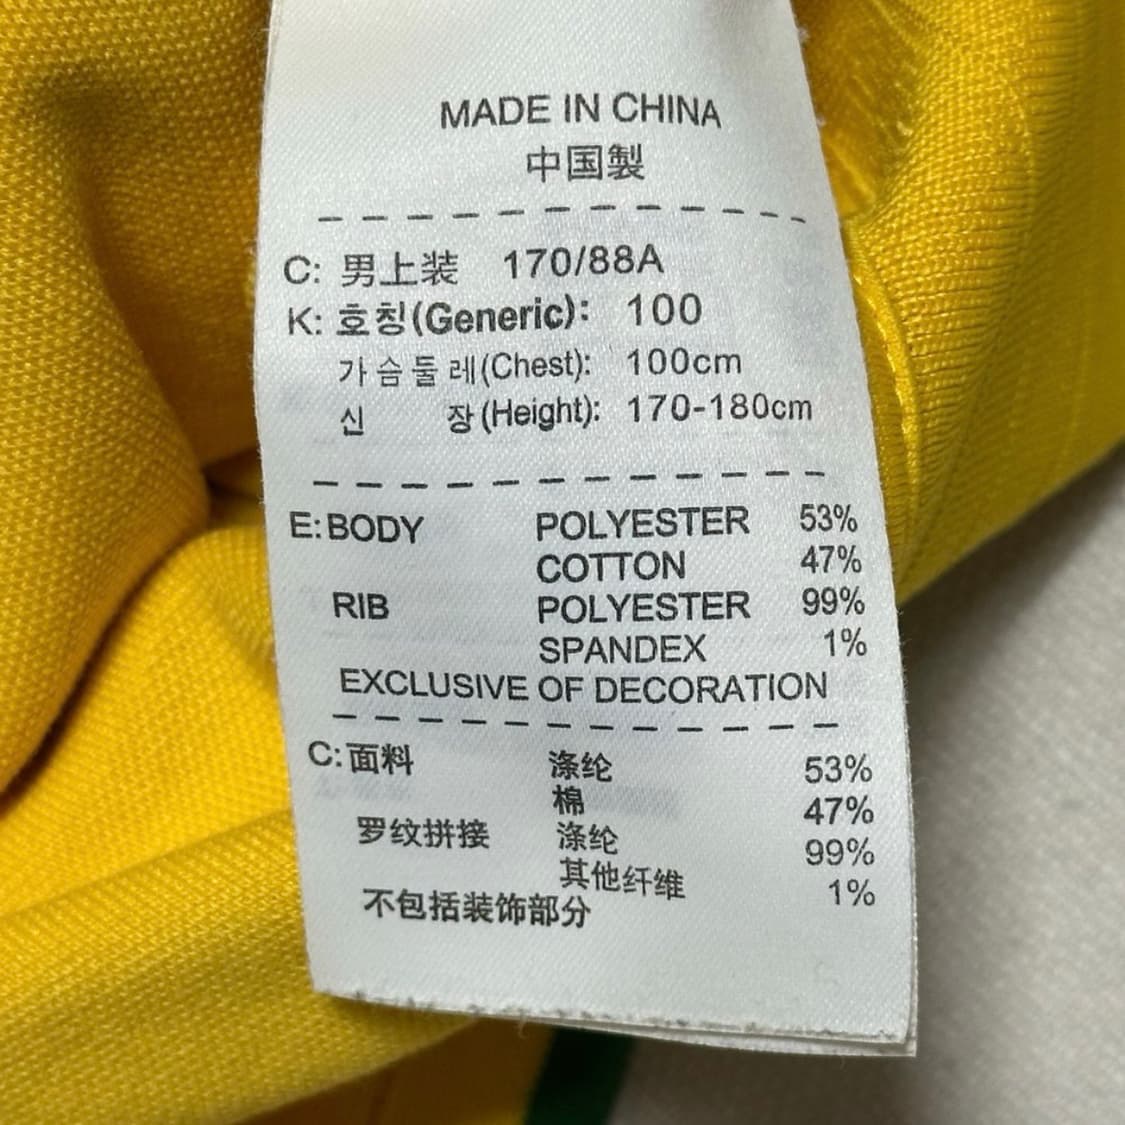 MADE IN CHINA
中国製
C: 男上装 170/88A
K: 호칭(Generic): 100
가슴둘레(Chest): 100cm
신 장(Height): 170-180cm
E: BODY POLYESTER 53%
COTTON 47%
RIB POLYESTER 99%
SPANDEX 1%
EXCLUSIVE OF DECORATION
C: 面料 涤纶 53%
棉 47%
罗纹拼接 涤纶 99%
其他纤维 1%
不包括装饰部分